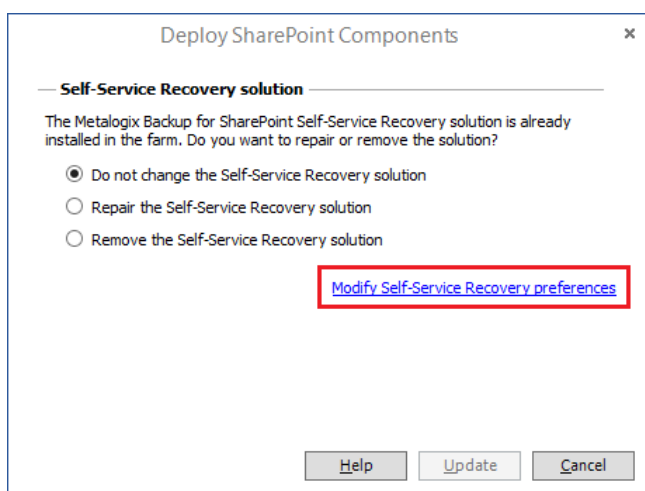 Deploy SharePoint Components
Self-Service Recovery solution
The Metalogix Backup for SharePoint Self-Service Recovery solution is already
installed in the farm. Do you want to repair or remove the solution?
Do not change the Self-Service Recovery solution
Repair the Self-Service Recovery solution
Remove the Self-Service Recovery solution
Modify Self-Service Recovery preferences
Help Update Cancel